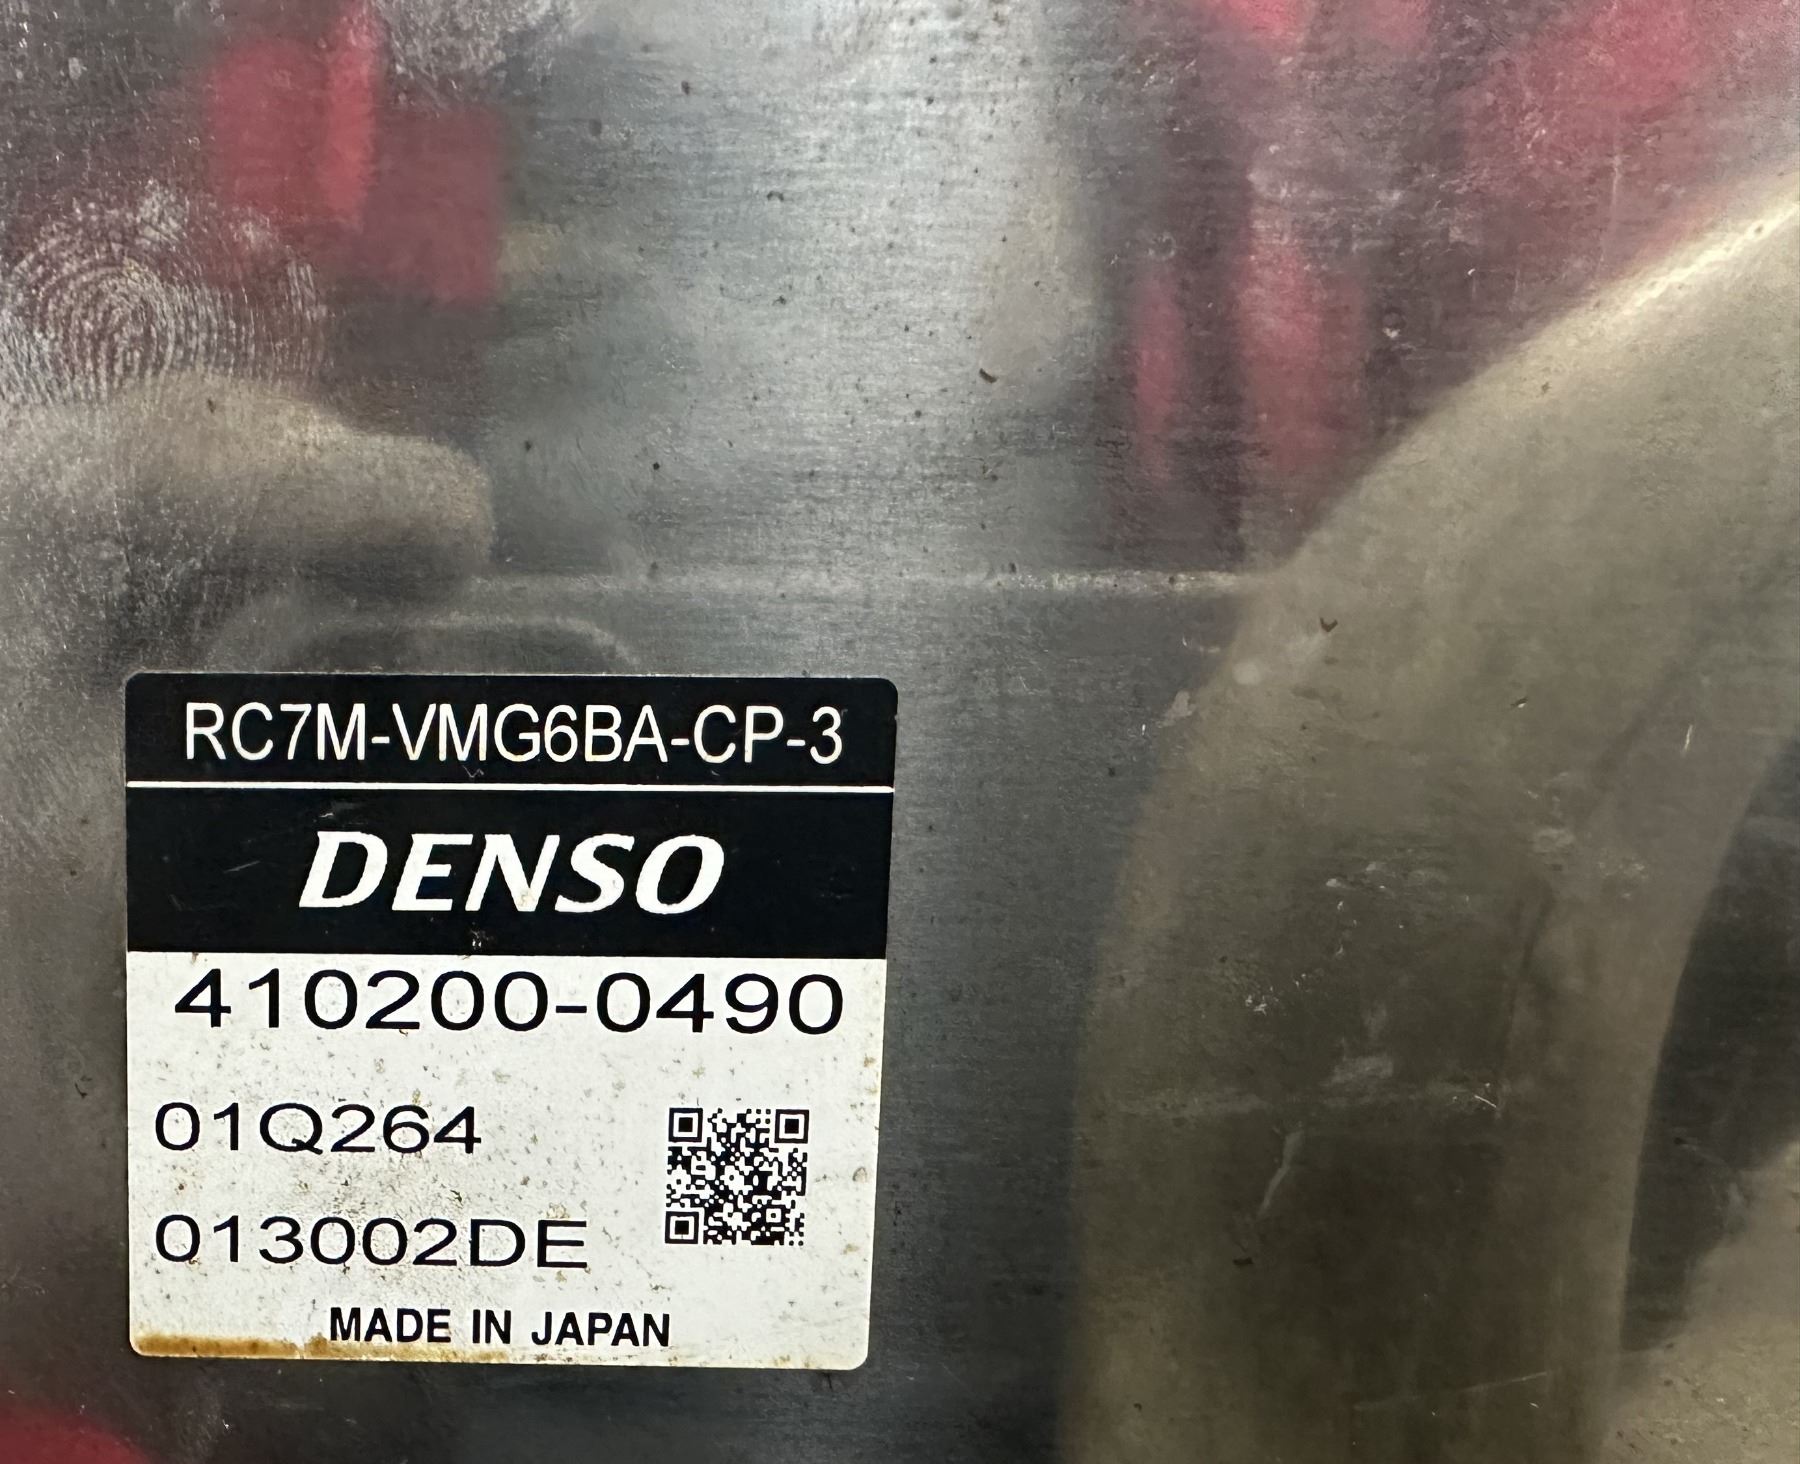 RC7M-VMG6BA-CP-3
DENSO
410200-0490
01Q264
013002DE
MADE IN JAPAN